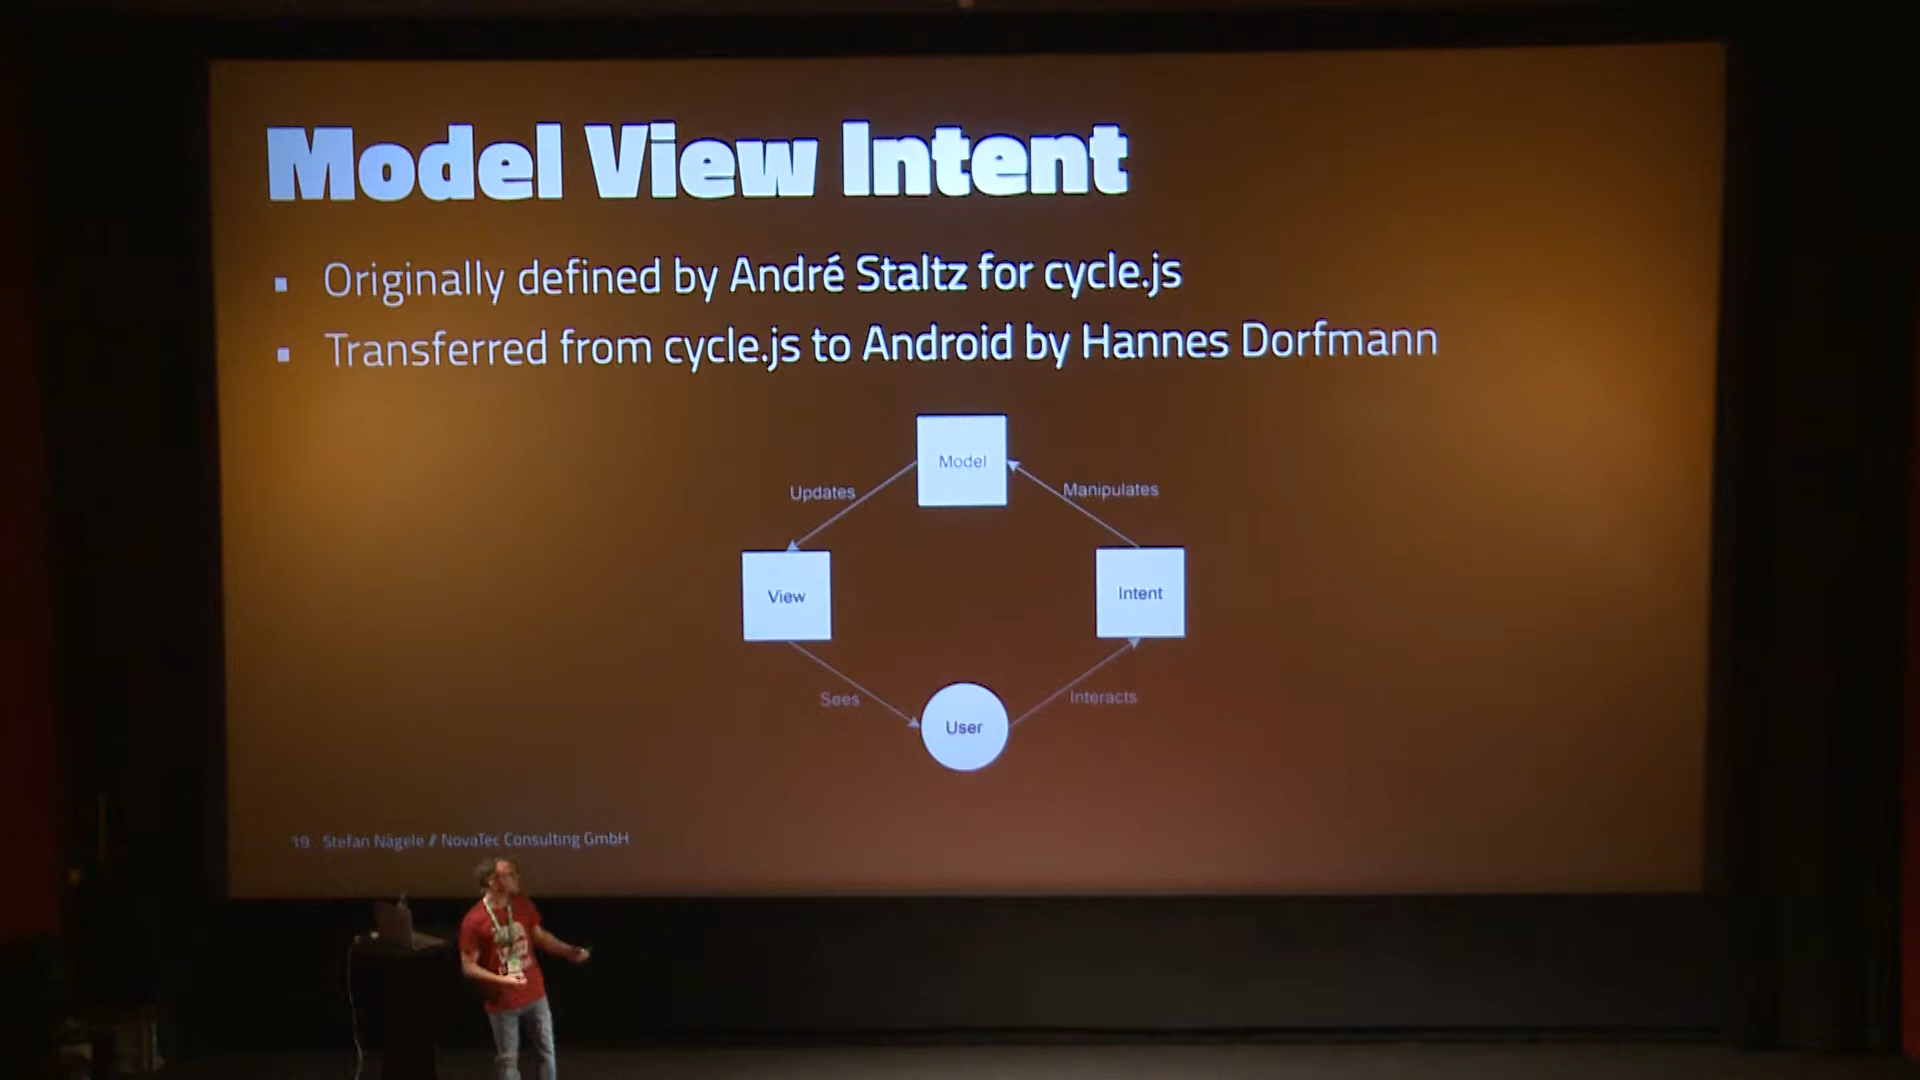 Model View Intent
Originally defined by André Staltz for cycle.js
Transferred from cycle.js to Android by Hannes Dorfmann
Model
Updates
Manipulates
View
Intent
Sees
Interacts
User
19 Stefan Nägele // NovaTec Consulting GmbH